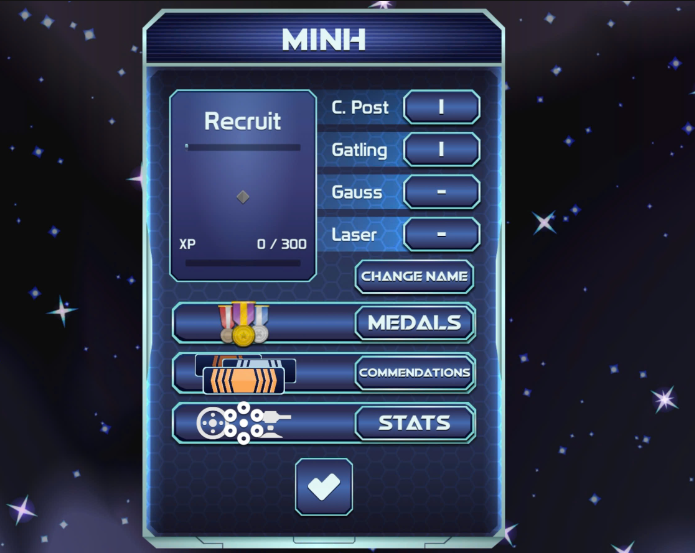 MINH
Recruit
XP 0 / 300
C. Post I
Gatling I
Gauss -
Laser -
CHANGE NAME
MEDALS
COMMENDATIONS
STATS